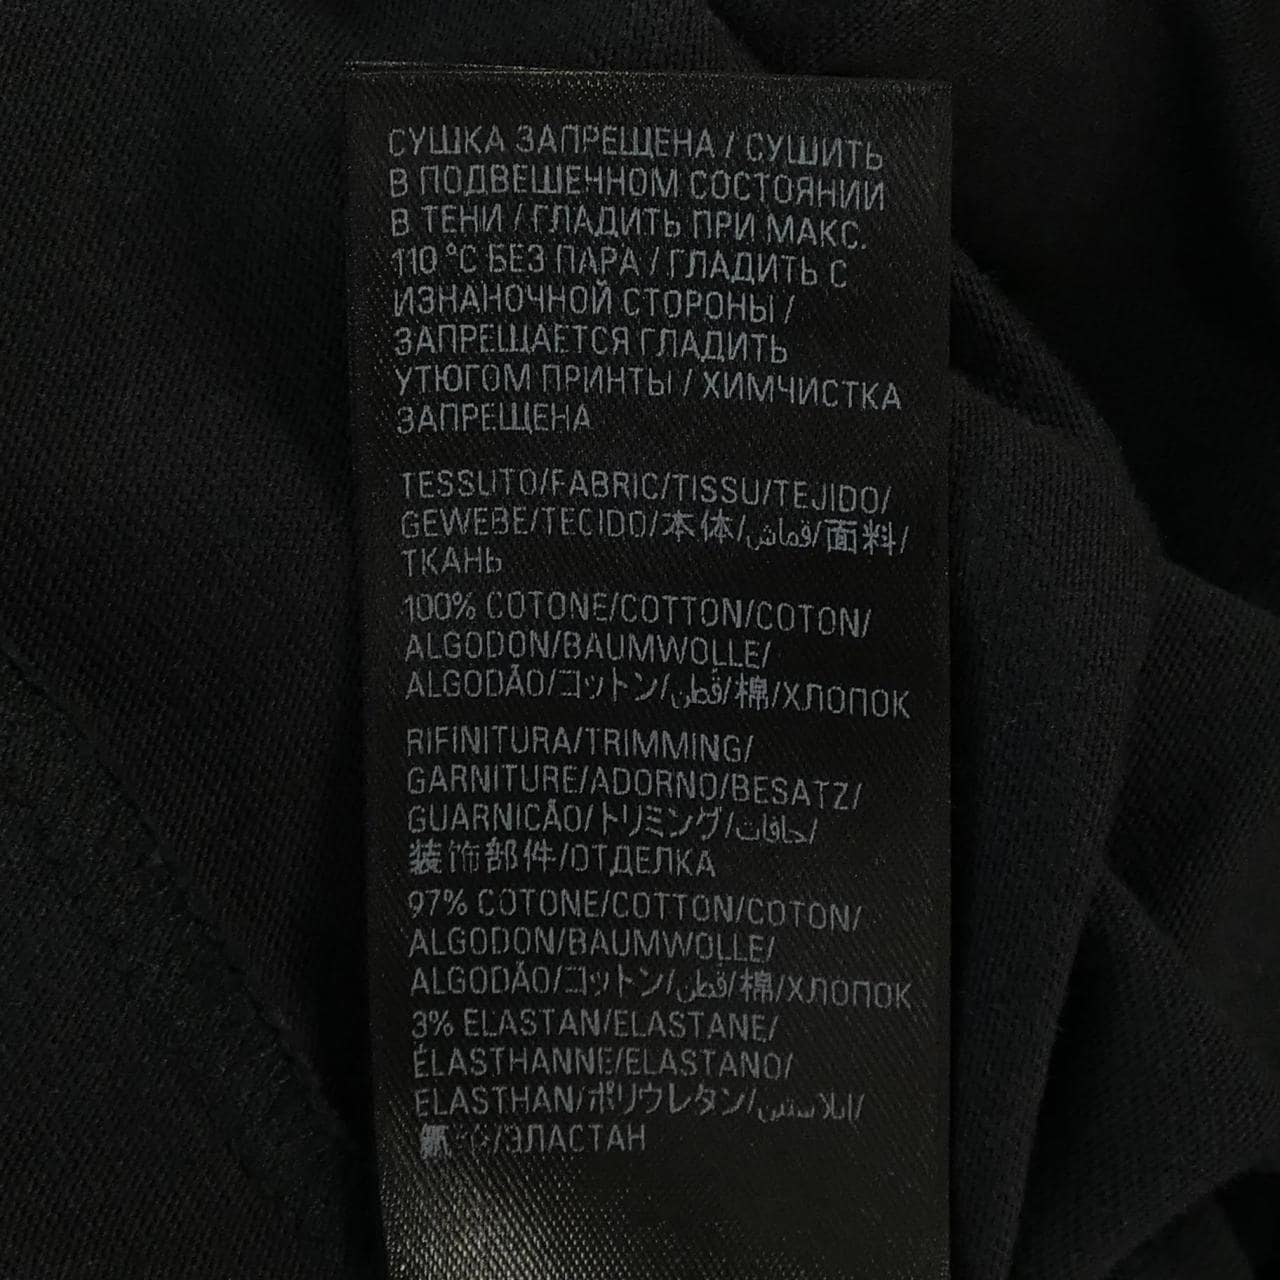 СУШКА ЗАПРЕЩЕНА / СУШИТЬ
В ПОДВЕШЕННОМ СОСТОЯНИИ
В ТЕНИ / ГЛАДИТЬ ПРИ МАКС.
110 °C БЕЗ ПАРА / ГЛАДИТЬ С
ИЗНАНОЧНОЙ СТОРОНЫ /
ЗАПРЕЩАЕТСЯ ГЛАДИТЬ
УТЮГОМ ПРИНТЫ / ХИМЧИСТКА
ЗАПРЕЩЕНА
TESSUTO/FABRIC/TISSU/TEJIDO/
GEWEBE/TECIDO/本体/قماش/面料/
ТКАНЬ
100% COTONE/COTTON/COTON/
ALGODON/BAUMWOLLE/
ALGODÃO/コットン/قطن/棉/ХЛОПОК
RIFINITURA/TRIMMING/
GARNITURE/ADORNO/BESATZ/
GUARNICÃO/トリミング/حافات/
装饰部件/ОТДЕЛКА
97% COTONE/COTTON/COTON/
ALGODON/BAUMWOLLE/
ALGODÃO/コットン/قطن/棉/ХЛОПОК
3% ELASTAN/ELASTANE/
ÉLASTHANNE/ELASTANO/
ELASTHAN/ポリウレタン/إيلاستين/
/ЭЛАСТАН